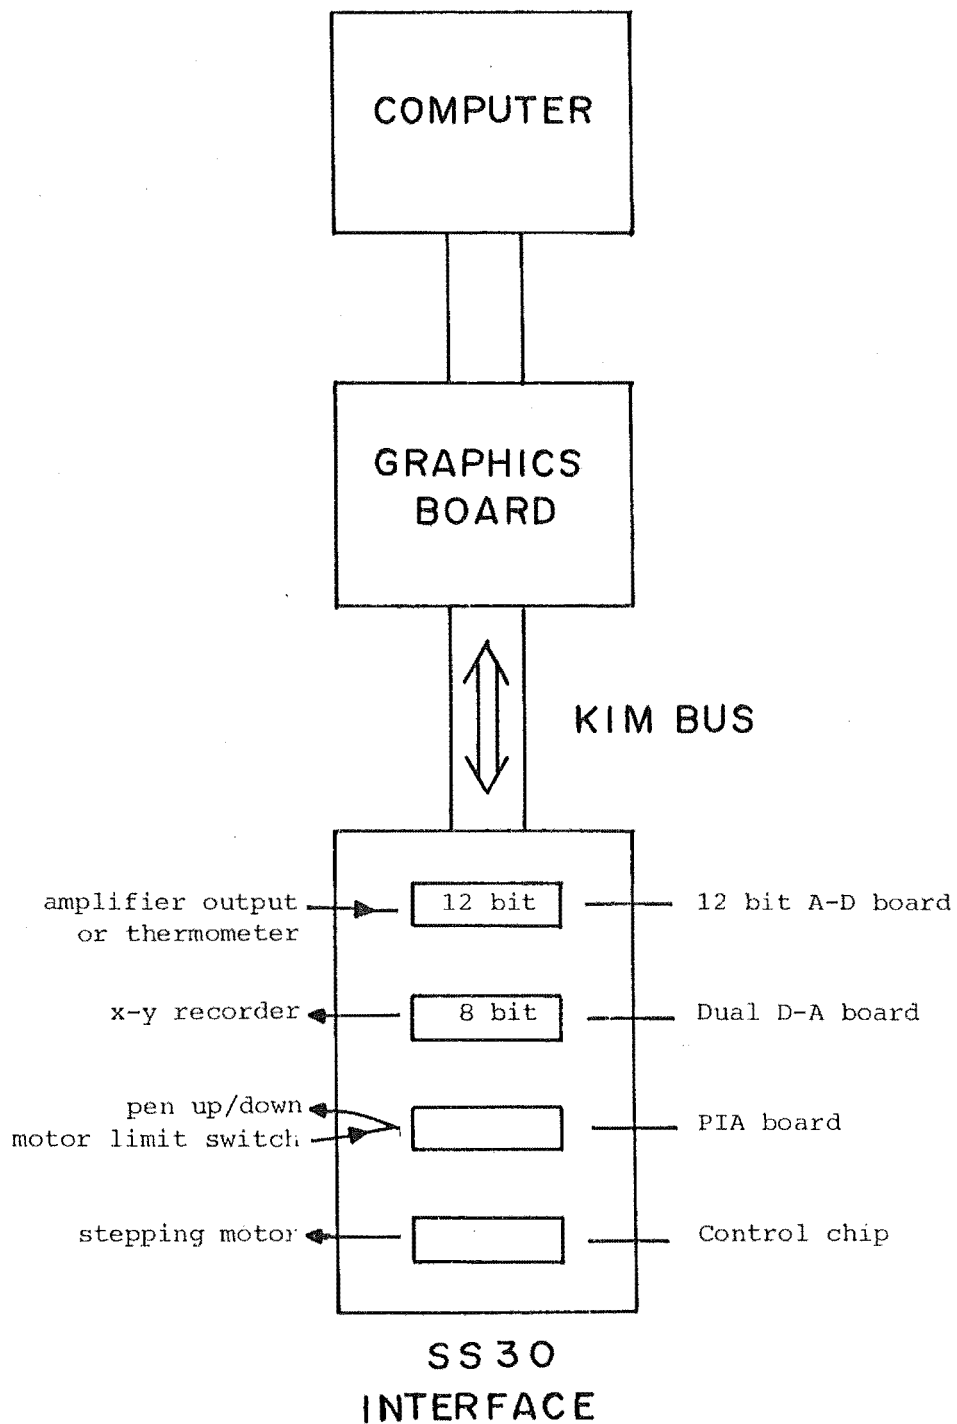 COMPUTER
GRAPHICS
BOARD
KIM BUS
amplifier output
or thermometer
12 bit
12 bit A-D board
x-y recorder
8 bit
Dual D-A board
pen up/down
motor limit switch
PIA board
stepping motor
Control chip
SS30
INTERFACE